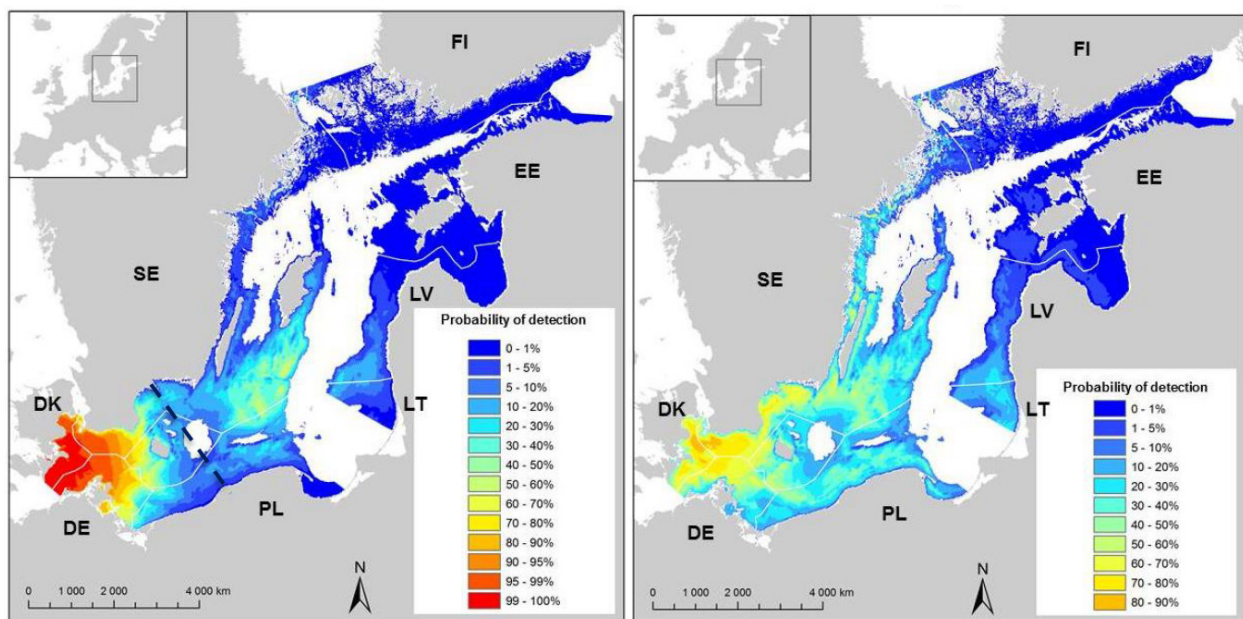 FI
EE
SE
LV
LT
DK
DE
PL
Probability of detection
0 - 1%
1 - 5%
5 - 10%
10 - 20%
20 - 30%
30 - 40%
40 - 50%
50 - 60%
60 - 70%
70 - 80%
80 - 90%
90 - 95%
95 - 99%
99 - 100%
0 1 000 2 000 4 000 km
N
FI
EE
SE
LV
LT
DK
DE
PL
Probability of detection
0 - 1%
1 - 5%
5 - 10%
10 - 20%
20 - 30%
30 - 40%
40 - 50%
50 - 60%
60 - 70%
70 - 80%
80 - 90%
0 1 000 2 000 4 000 km
N